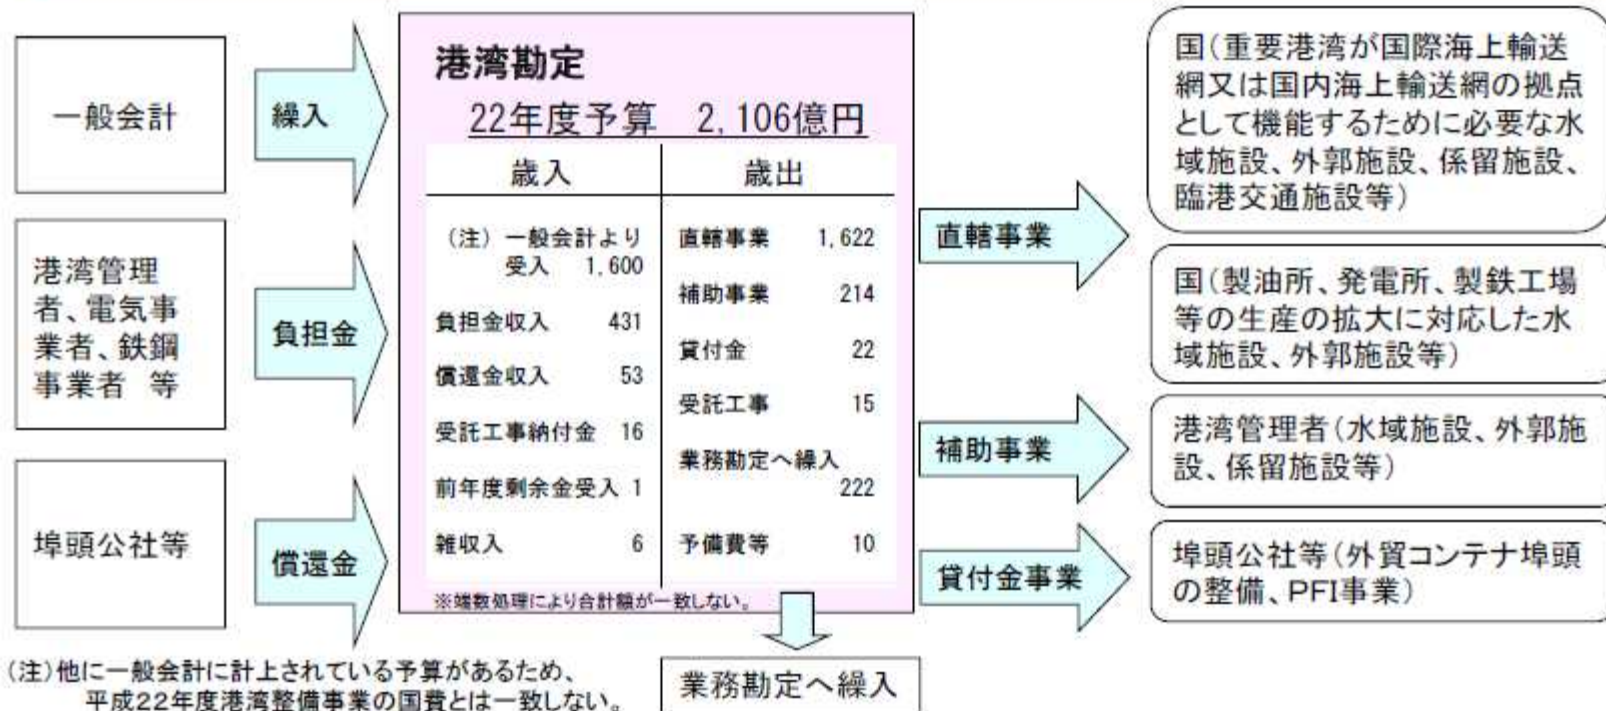 一般会計
繰入
港湾管理
者、電気事
業者、鉄鋼
事業者　等
負担金
埠頭公社等
償還金
港湾勘定
22年度予算　2,106億円
歳入
（注）一般会計より
受入　1,600
負担金収入　431
償還金収入　53
受託工事納付金　16
前年度剰余金受入　1
雑収入　6
歳出
直轄事業　1,622
補助事業　214
貸付金　22
受託工事　15
業務勘定へ繰入
222
予備費等　10
※端数処理により合計額が一致しない。
直轄事業
国（重要港湾が国際海上輸送
網又は国内海上輸送網の拠点
として機能するために必要な水
域施設、外郭施設、係留施設、
臨港交通施設等）
国（製油所、発電所、製鉄工場
等の生産の拡大に対応した水
域施設、外郭施設等）
補助事業
港湾管理者（水域施設、外郭施
設、係留施設等）
貸付金事業
埠頭公社等（外貿コンテナ埠頭
の整備、PFI事業）
業務勘定へ繰入
（注）他に一般会計に計上されている予算があるため、
平成22年度港湾整備事業の国費とは一致しない。